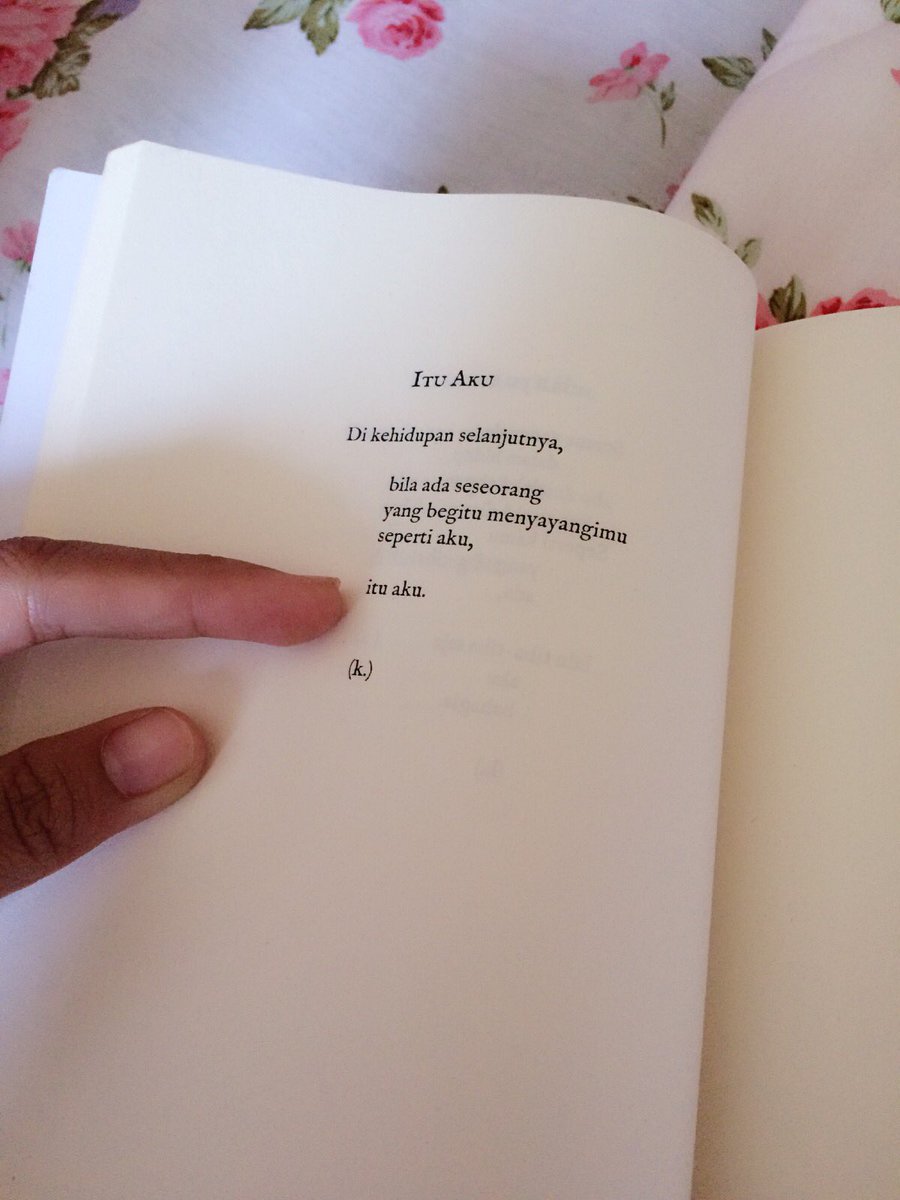 Itu Aku
Di kehidupan selanjutnya,
bila ada seseorang
yang begitu menyayangimu
seperti aku,
itu aku.
(k.)